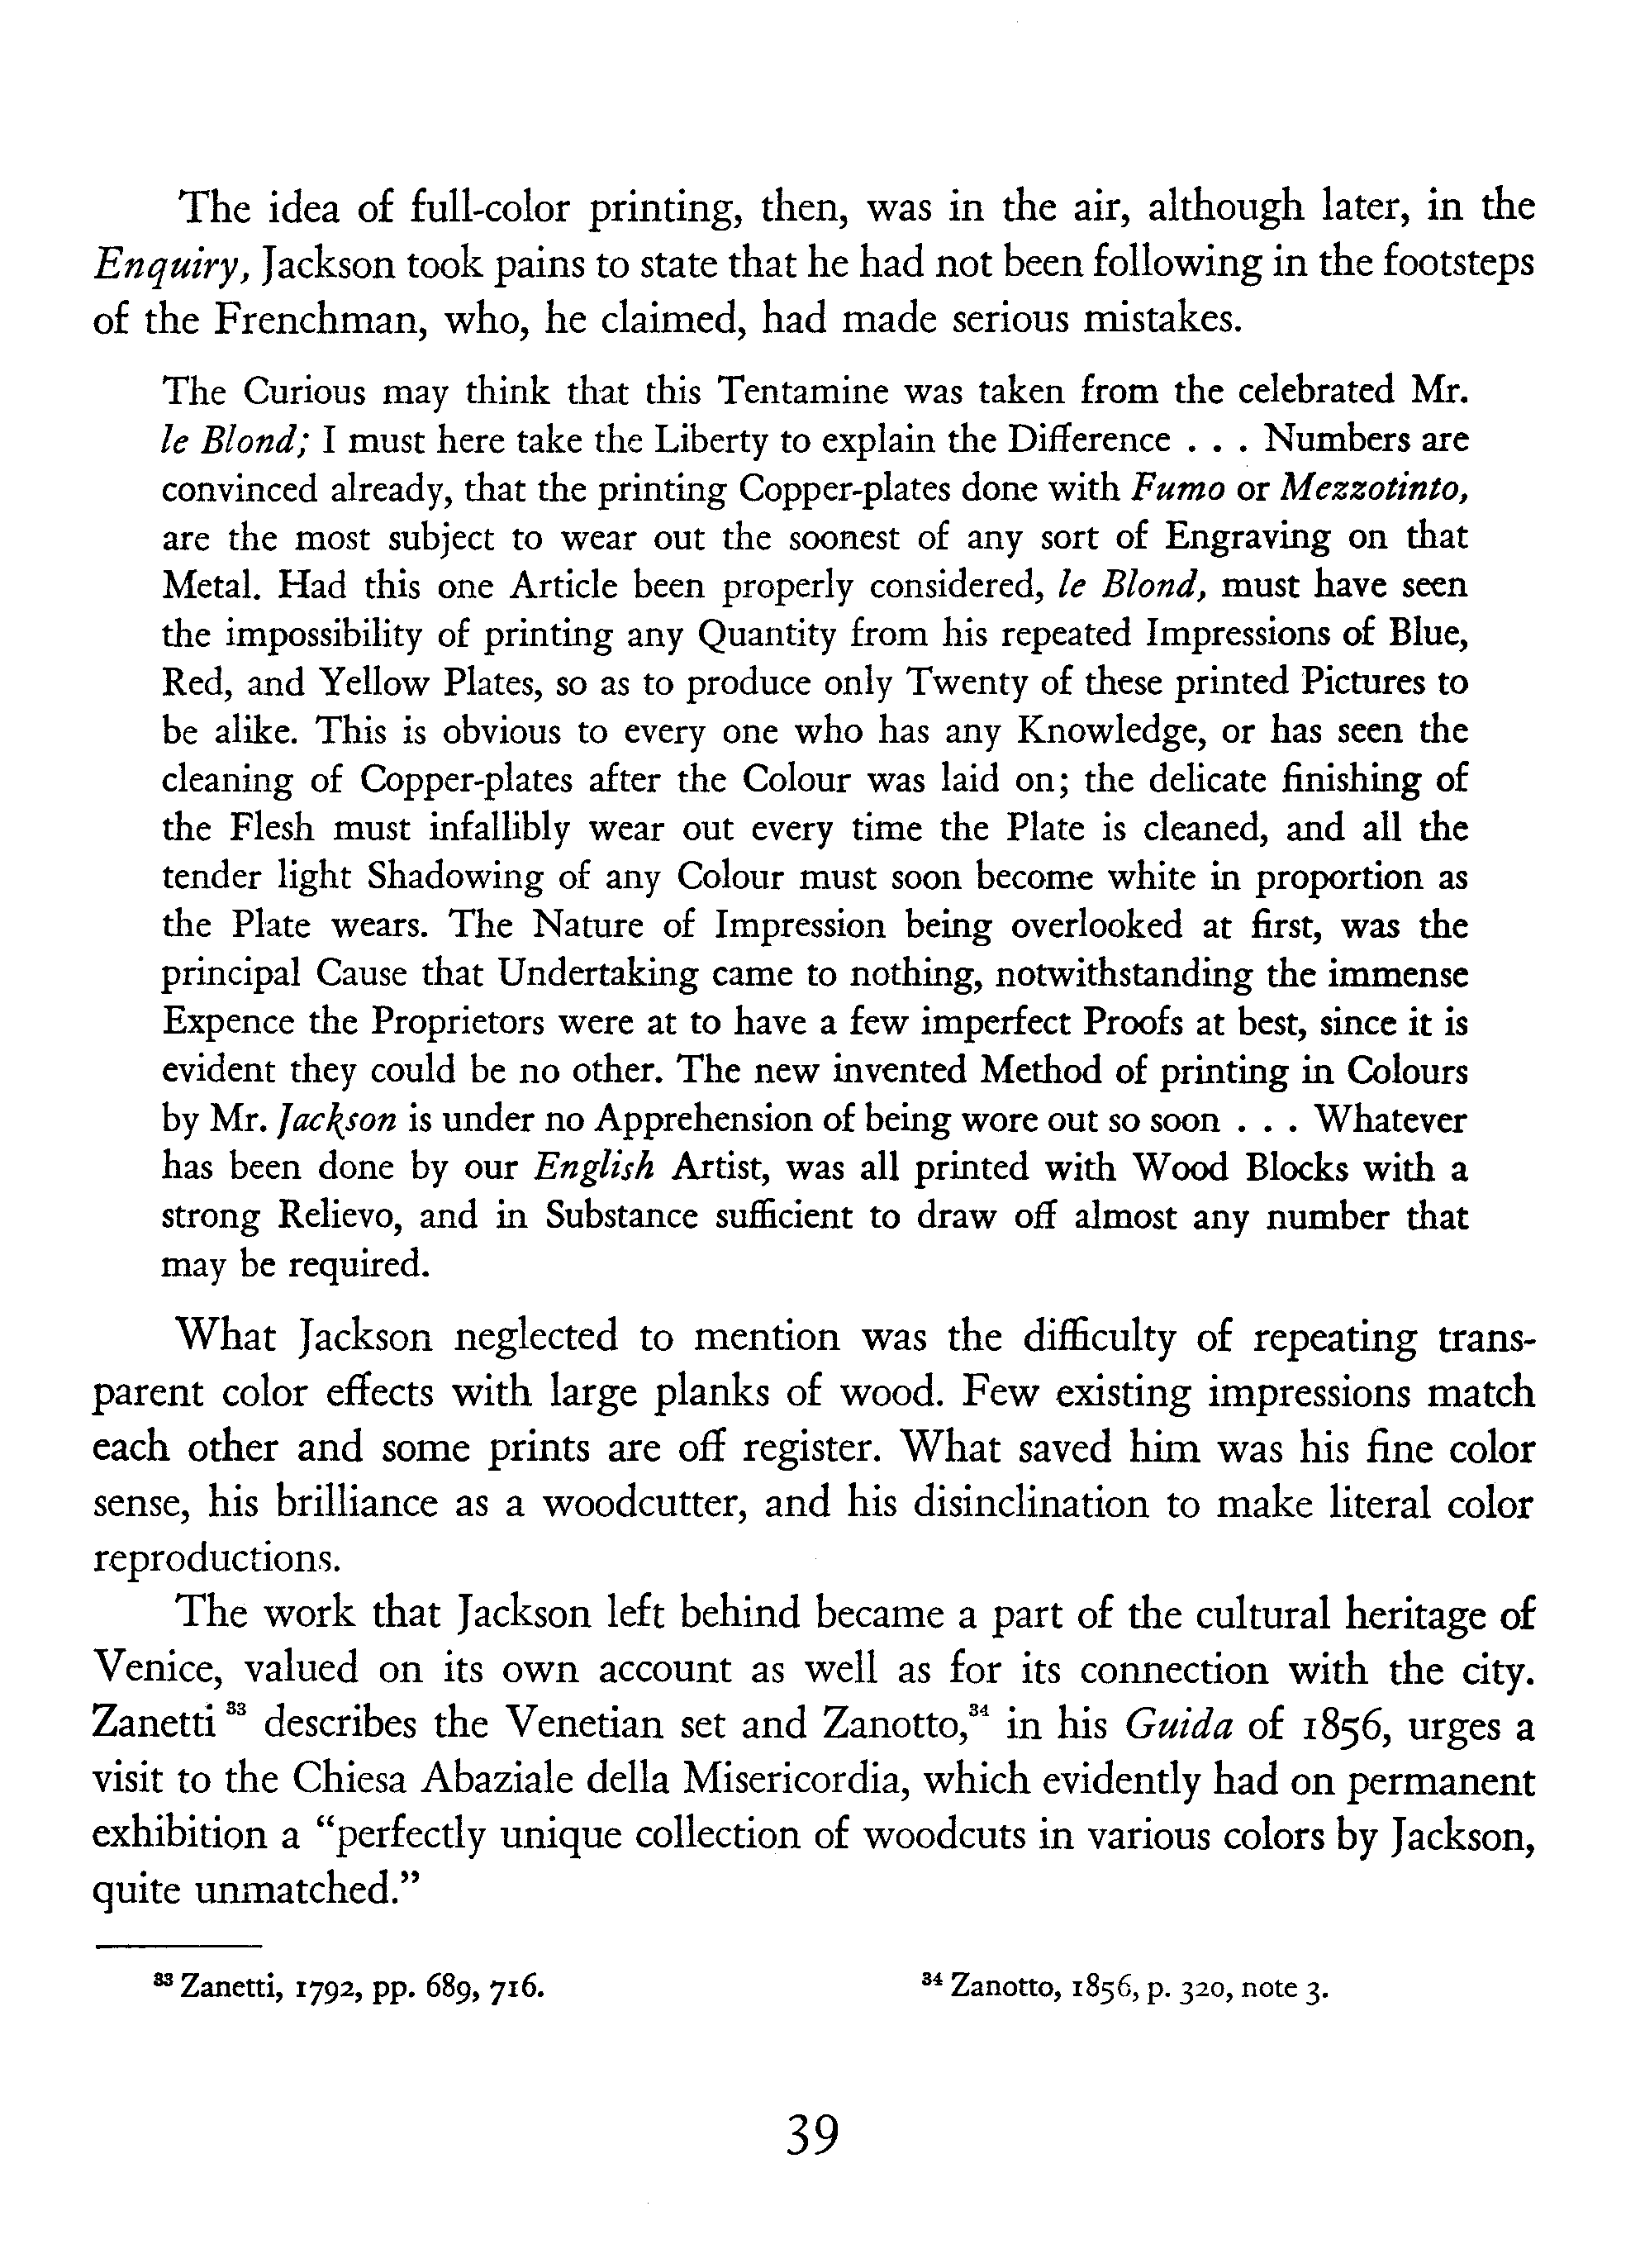 The idea of full-color printing, then, was in the air, although later, in the
Enquiry, Jackson took pains to state that he had not been following in the footsteps
of the Frenchman, who, he claimed, had made serious mistakes.
The Curious may think that this Tentamine was taken from the celebrated Mr.
le Blond; I must here take the Liberty to explain the Difference . . . Numbers are
convinced already, that the printing Copper-plates done with Fumo or Mezzotinto,
are the most subject to wear out the soonest of any sort of Engraving on that
Metal. Had this one Article been properly considered, le Blond, must have seen
the impossibility of printing any Quantity from his repeated Impressions of Blue,
Red, and Yellow Plates, so as to produce only Twenty of these printed Pictures to
be alike. This is obvious to every one who has any Knowledge, or has seen the
cleaning of Copper-plates after the Colour was laid on; the delicate finishing of
the Flesh must infallibly wear out every time the Plate is cleaned, and all the
tender light Shadowing of any Colour must soon become white in proportion as
the Plate wears. The Nature of Impression being overlooked at first, was the
principal Cause that Undertaking came to nothing, notwithstanding the immense
Expence the Proprietors were at to have a few imperfect Proofs at best, since it is
evident they could be no other. The new invented Method of printing in Colours
by Mr. Jackson is under no Apprehension of being wore out so soon . . . Whatever
has been done by our English Artist, was all printed with Wood Blocks with a
strong Relievo, and in Substance sufficient to draw off almost any number that
may be required.
What Jackson neglected to mention was the difficulty of repeating trans-
parent color effects with large planks of wood. Few existing impressions match
each other and some prints are off register. What saved him was his fine color
sense, his brilliance as a woodcutter, and his disinclination to make literal color
reproductions.
The work that Jackson left behind became a part of the cultural heritage of
Venice, valued on its own account as well as for its connection with the city.
Zanetti 33 describes the Venetian set and Zanotto,34 in his Guida of 1856, urges a
visit to the Chiesa Abaziale della Misericordia, which evidently had on permanent
exhibition a “perfectly unique collection of woodcuts in various colors by Jackson,
quite unmatched.”
33 Zanetti, 1792, pp. 689, 716.
34 Zanotto, 1856, p. 320, note 3.
39